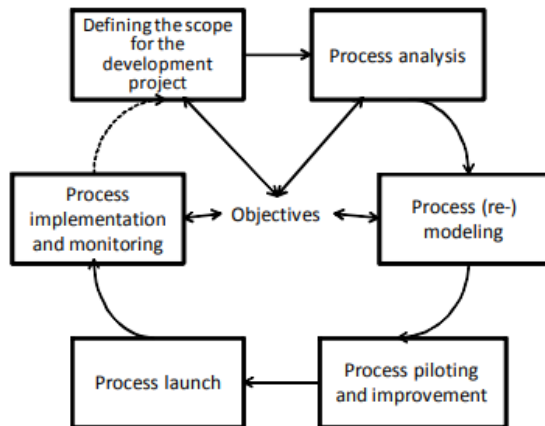 Defining the scope
for the
development
project
Process analysis
Process
implementation
and monitoring
Objectives
Process (re-)
modeling
Process launch
Process piloting
and improvement